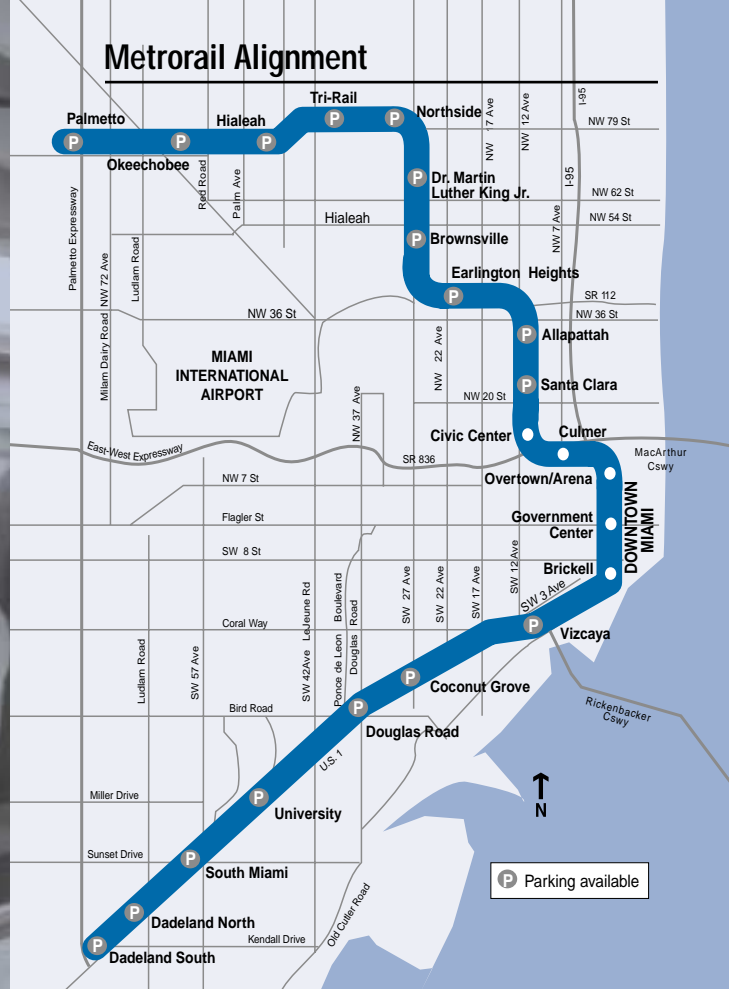 Metrorail Alignment
Tri-Rail
Palmetto
Hialeah
P
P
P
P
P
Northside
NW 17 Ave
NW 12 Ave
I-95
NW 79 St
Okeechobee
Palmetto Expressway
Red Road
Palm Ave
P
Dr. Martin
Luther King Jr.
I-95
NW 62 St
Hialeah
NW 54 St
NW 7 Ave
P
Brownsville
Milam Dairy Road NW 72 Ave
Ludlam Road
Earlington Heights
P
SR 112
NW 36 St
NW 36 St
P
Allapattah
MIAMI
INTERNATIONAL
AIRPORT
NW 22 Ave
P
Santa Clara
NW 20 St
NW 37 Ave
Civic Center
Culmer
East-West Expressway
SR 836
MacArthur
Cswy
NW 7 St
Overtown/Arena
Flagler St
Government
Center
DOWNTOWN
MIAMI
SW 8 St
Brickell
SW 12 Ave
SW 3 Ave
Coral Way
SW 42Ave LeJeune Rd
Ponce de Leon Boulevard
Douglas Road
SW 27 Ave
SW 22 Ave
SW 17 Ave
P
Vizcaya
Ludlam Road
SW 57 Ave
P
Coconut Grove
Bird Road
P
Douglas Road
Rickenbacker
Cswy
U.S. 1
Miller Drive
P
University
N
Sunset Drive
P
South Miami
P Parking available
P
Dadeland North
Old Cutler Road
Kendall Drive
P
Dadeland South